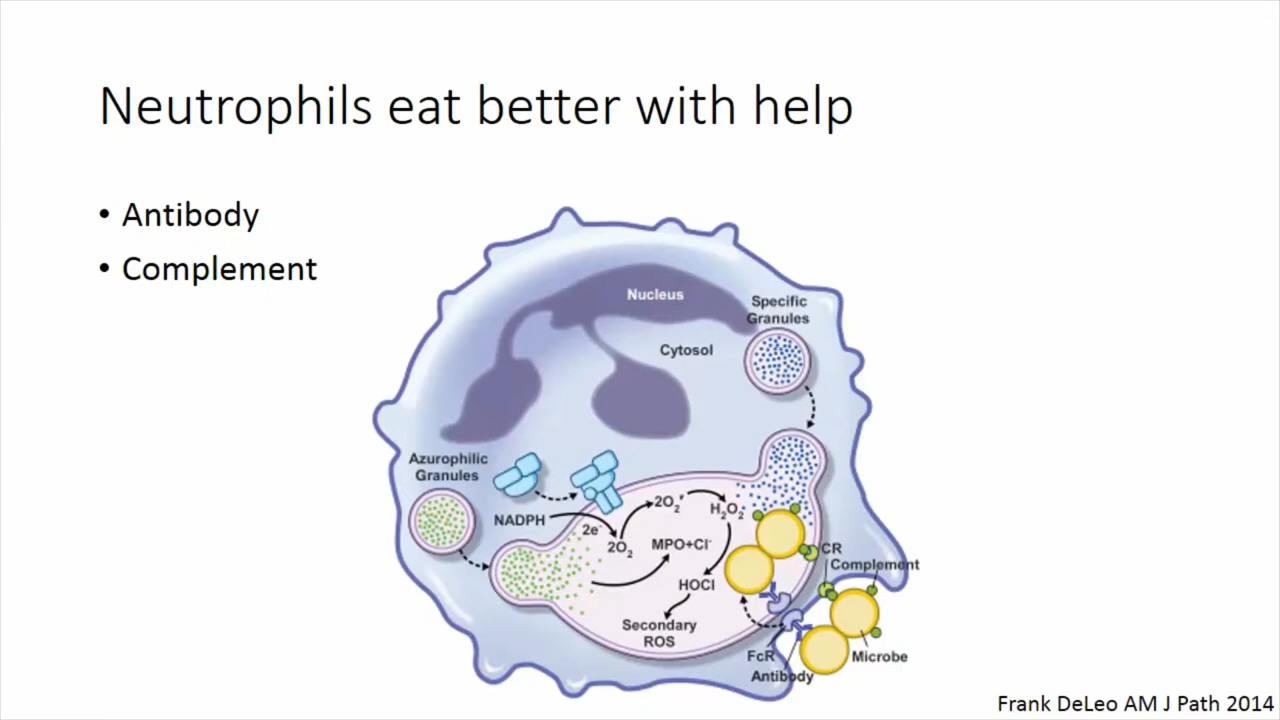 Neutrophils eat better with help
• Antibody
• Complement
Nucleus
Specific
Granules
Cytosol
Azurophilic
Granules
NADPH
2e⁻
2O₂
2O₂⁻
H₂O₂
MPO+Cl⁻
HOCl
Secondary
ROS
CR
Complement
FcR
Antibody
Microbe
Frank DeLeo AM J Path 2014